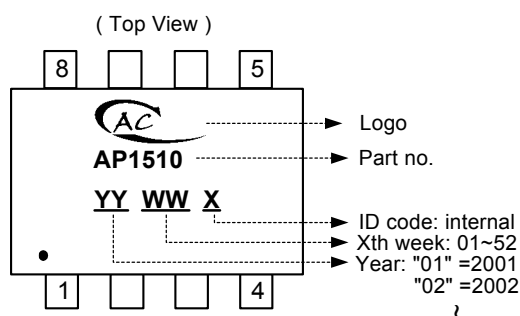 ( Top View )
8 5
AC
AP1510
YY WW X
1 4
Logo
Part no.
ID code: internal
Xth week: 01~52
Year: "01" =2001
"02" =2002
~